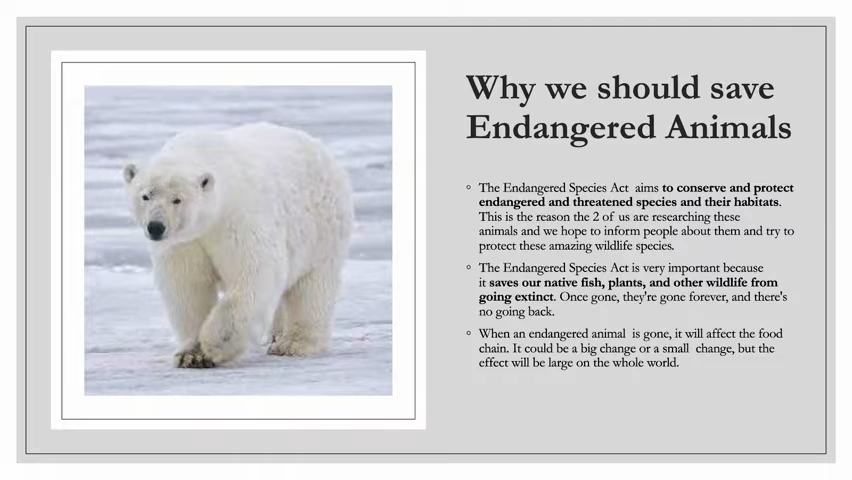 Why we should save
Endangered Animals
◦ The Endangered Species Act  aims to conserve and protect
endangered and threatened species and their habitats.
This is the reason the 2 of us are researching these
animals and we hope to inform people about them and try to
protect these amazing wildlife species.
◦ The Endangered Species Act is very important because
it saves our native fish, plants, and other wildlife from
going extinct. Once gone, they're gone forever, and there's
no going back.
◦ When an endangered animal  is gone, it will affect the food
chain. It could be a big change or a small  change, but the
effect will be large on the whole world.